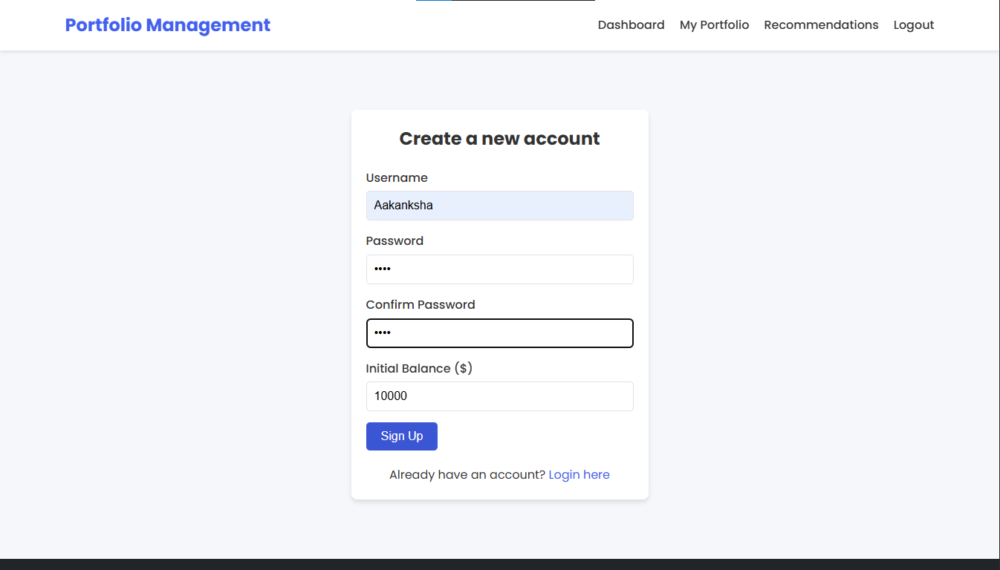 Portfolio Management Dashboard My Portfolio Recommendations Logout
Create a new account
Username
Aakanksha
Password
••••
Confirm Password
••••
Initial Balance ($)
10000
Sign Up
Already have an account? Login here